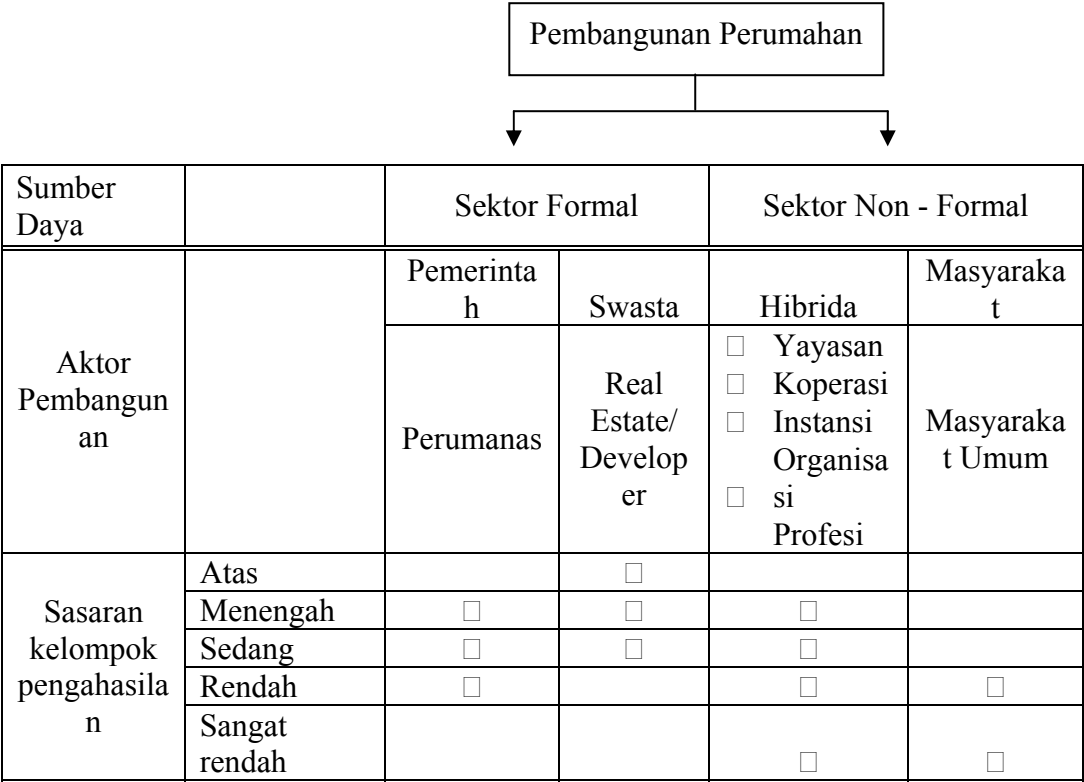 Pembangunan Perumahan
Sumber
Daya
Sektor Formal
Sektor Non - Formal
Aktor
Pembangun
an
Pemerinta
h
Swasta
Hibrida
Masyaraka
t
Perumanas
Real
Estate/
Develop
er
□ Yayasan
□ Koperasi
□ Instansi
Organisa
□ si
Profesi
Masyaraka
t Umum
Sasaran
kelompok
pengahasila
n
Atas □
Menengah □ □ □
Sedang □ □ □
Rendah □ □ □
Sangat
rendah □ □